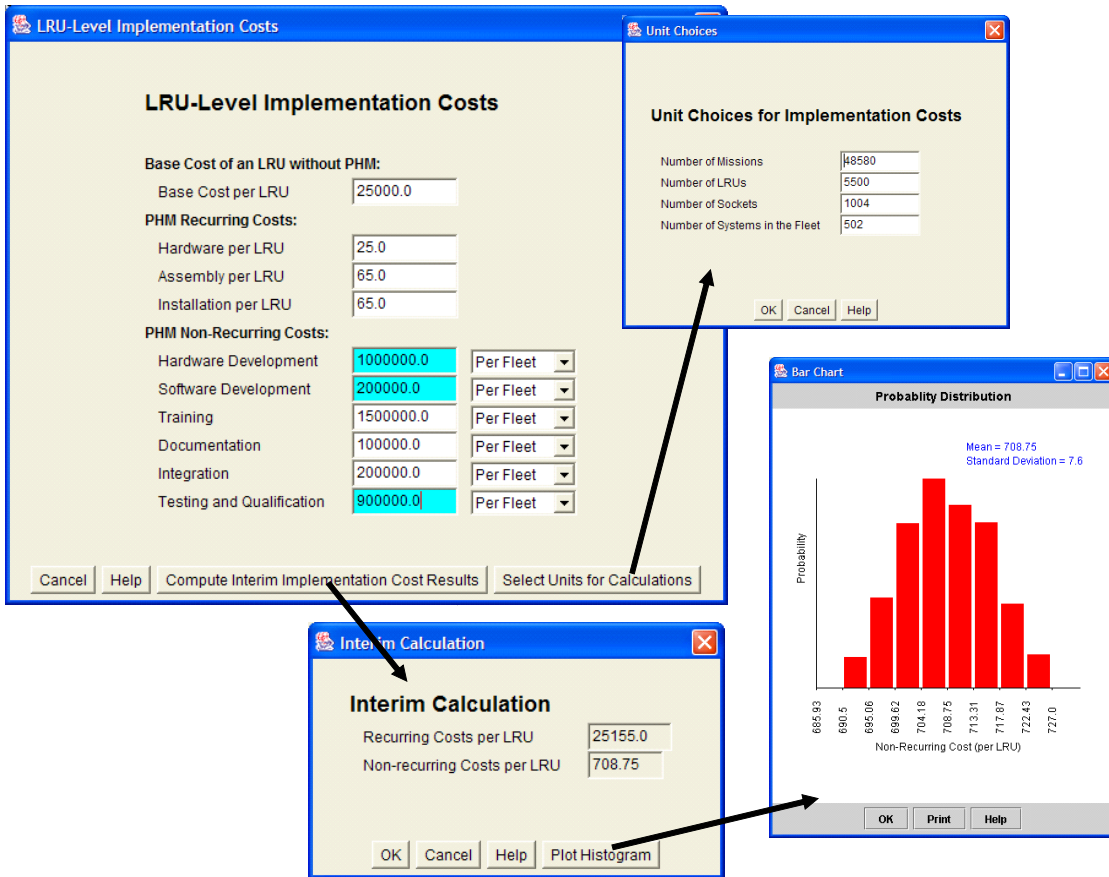 LRU-Level Implementation Costs
LRU-Level Implementation Costs
Base Cost of an LRU without PHM:
Base Cost per LRU 25000.0
PHM Recurring Costs:
Hardware per LRU 25.0
Assembly per LRU 65.0
Installation per LRU 65.0
PHM Non-Recurring Costs:
Hardware Development 1000000.0 Per Fleet
Software Development 200000.0 Per Fleet
Training 1500000.0 Per Fleet
Documentation 100000.0 Per Fleet
Integration 200000.0 Per Fleet
Testing and Qualification 900000.0 Per Fleet
Cancel Help Compute Interim Implementation Cost Results Select Units for Calculations
Unit Choices
Unit Choices for Implementation Costs
Number of Missions 48580
Number of LRUs 5500
Number of Sockets 1004
Number of Systems in the Fleet 502
OK Cancel Help
Interim Calculation
Interim Calculation
Recurring Costs per LRU 25155.0
Non-recurring Costs per LRU 708.75
OK Cancel Help Plot Histogram
Bar Chart
Probablity Distribution
Mean = 708.75
Standard Deviation = 7.6
Probability
685.93 690.5 695.06 699.62 704.18 708.75 713.31 717.87 722.43 727.0
Non-Recurring Cost (per LRU)
OK Print Help